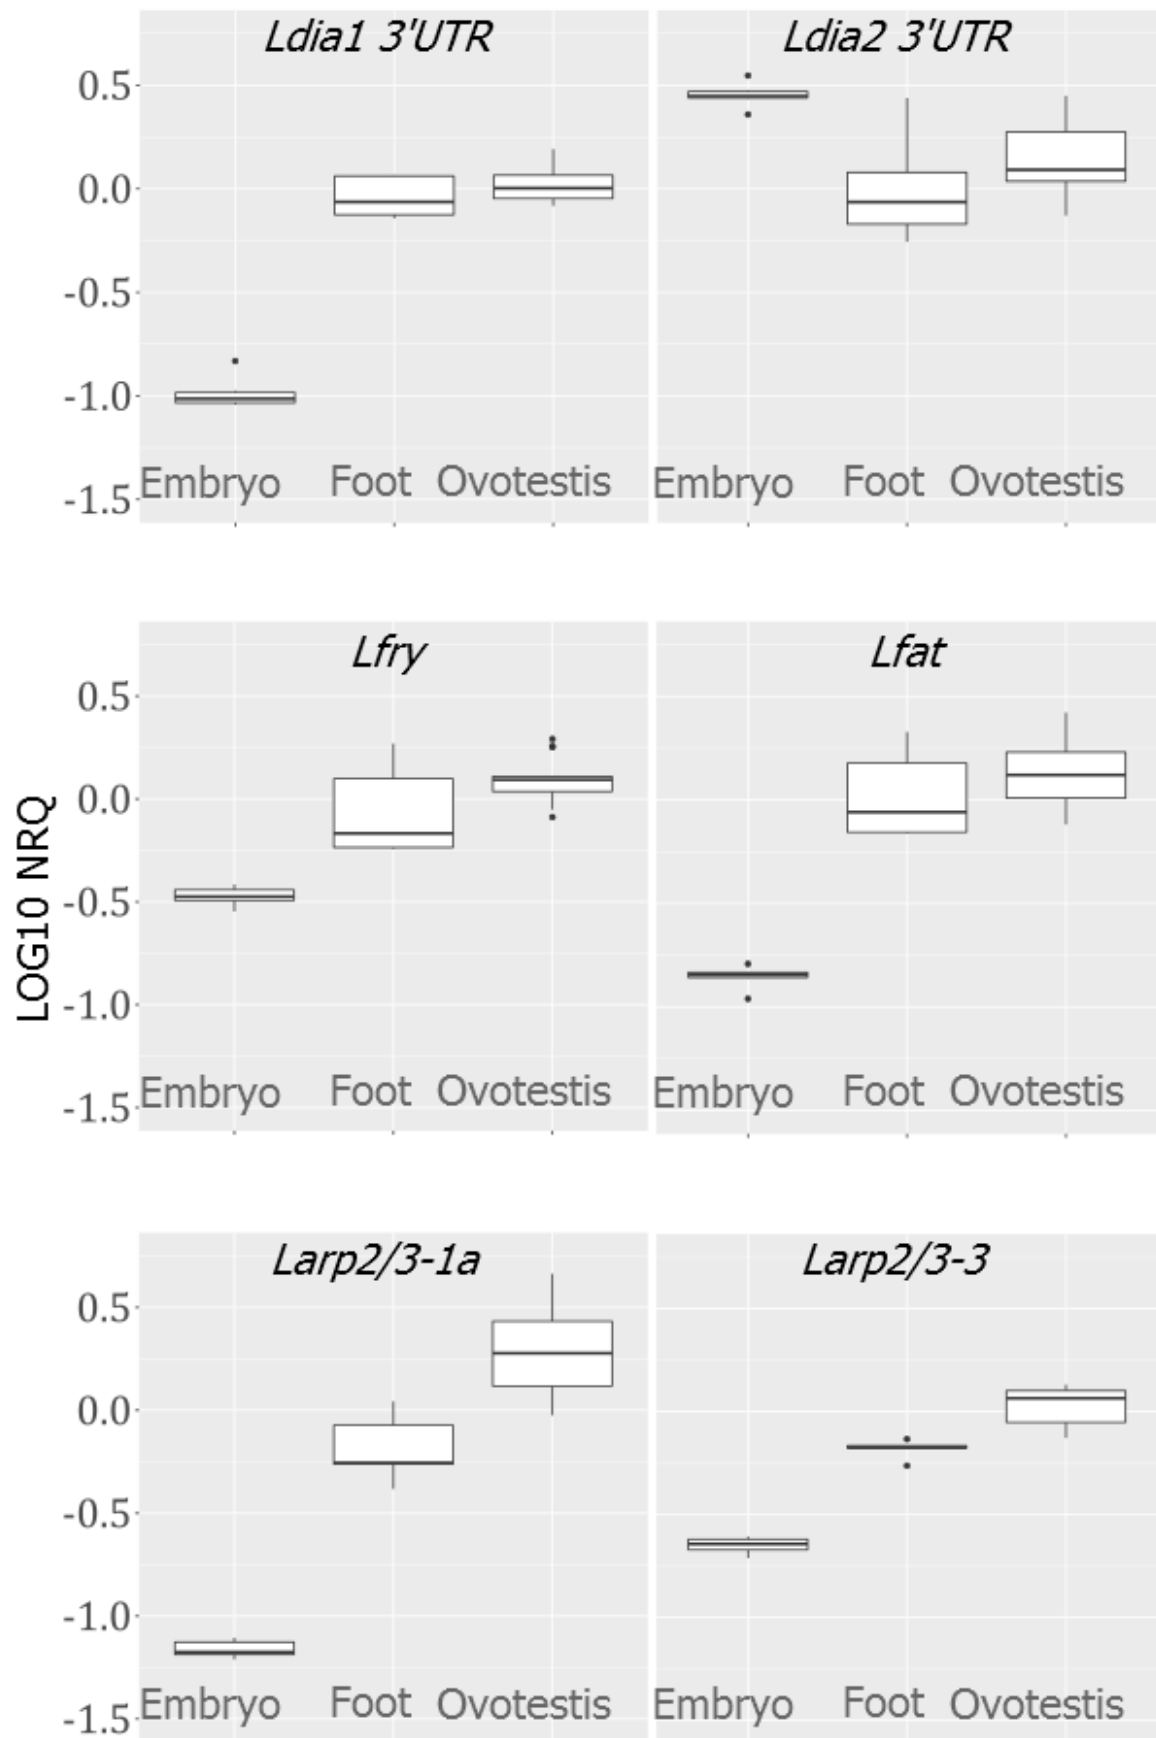 Ldia1 3'UTR
Ldia2 3'UTR
0.5
0.0
-0.5
-1.0
-1.5
Embryo Foot Ovotestis
Embryo Foot Ovotestis
LOG10 NRQ
Lfry
Lfat
0.5
0.0
-0.5
-1.0
-1.5
Embryo Foot Ovotestis
Embryo Foot Ovotestis
Larp2/3-1a
Larp2/3-3
0.5
0.0
-0.5
-1.0
-1.5
Embryo Foot Ovotestis
Embryo Foot Ovotestis